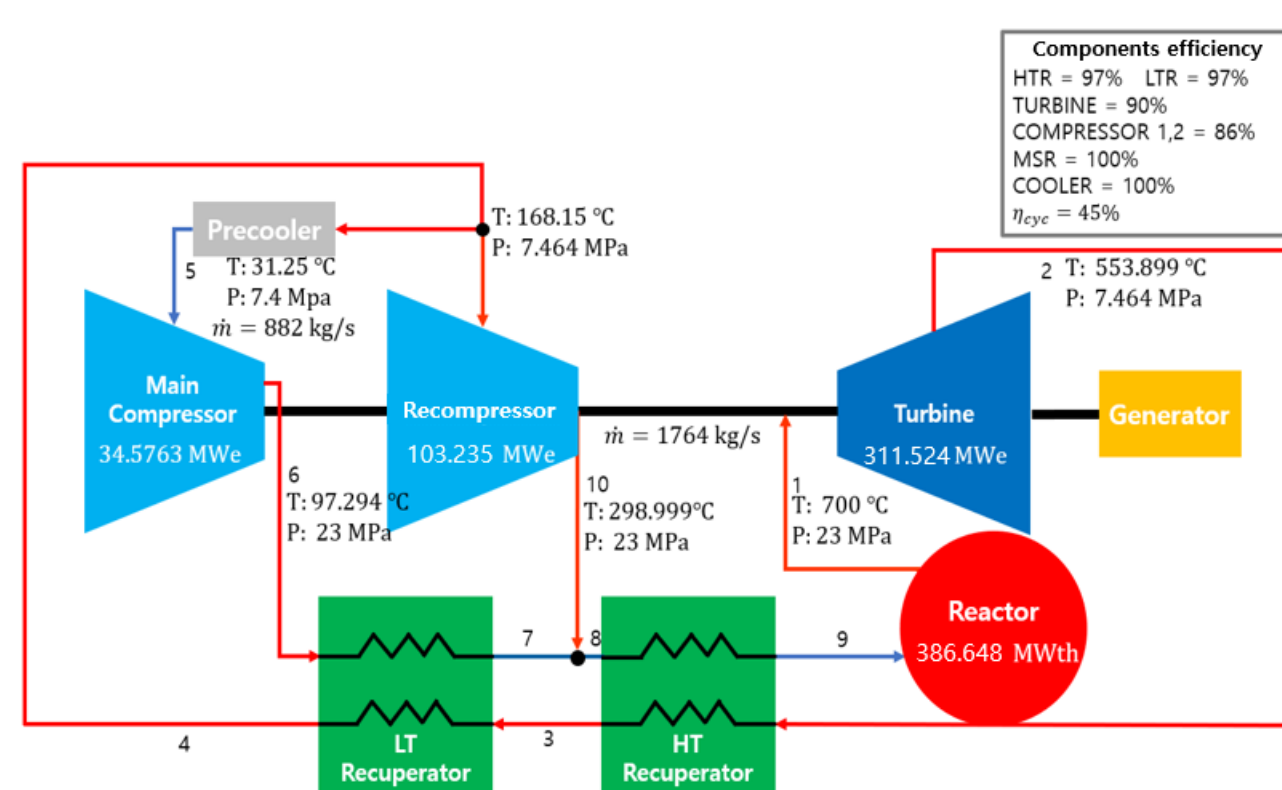 Components efficiency
HTR = 97% LTR = 97%
TURBINE = 90%
COMPRESSOR 1,2 = 86%
MSR = 100%
COOLER = 100%
η_cyc = 45%
Precooler
T: 168.15 ℃
P: 7.464 MPa
5
T: 31.25 ℃
P: 7.4 Mpa
ṁ = 882 kg/s
2
T: 553.899 ℃
P: 7.464 MPa
Main
Compressor
34.5763 MWe
Recompressor
103.235 MWe
ṁ = 1764 kg/s
Turbine
311.524 MWe
Generator
6
T: 97.294 ℃
P: 23 MPa
10
T: 298.999℃
P: 23 MPa
1
T: 700 ℃
P: 23 MPa
Reactor
386.648 MWth
7
8
9
4
3
LT
Recuperator
HT
Recuperator